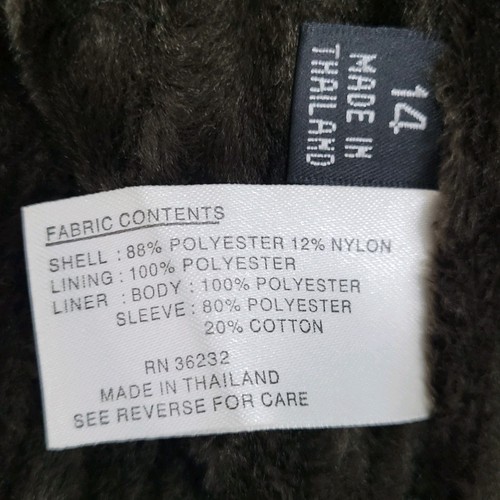 14
MADE IN
THAILAND
FABRIC CONTENTS
SHELL : 88% POLYESTER 12% NYLON
LINING : 100% POLYESTER
LINER : BODY : 100% POLYESTER
SLEEVE : 80% POLYESTER
20% COTTON
RN 36232
MADE IN THAILAND
SEE REVERSE FOR CARE